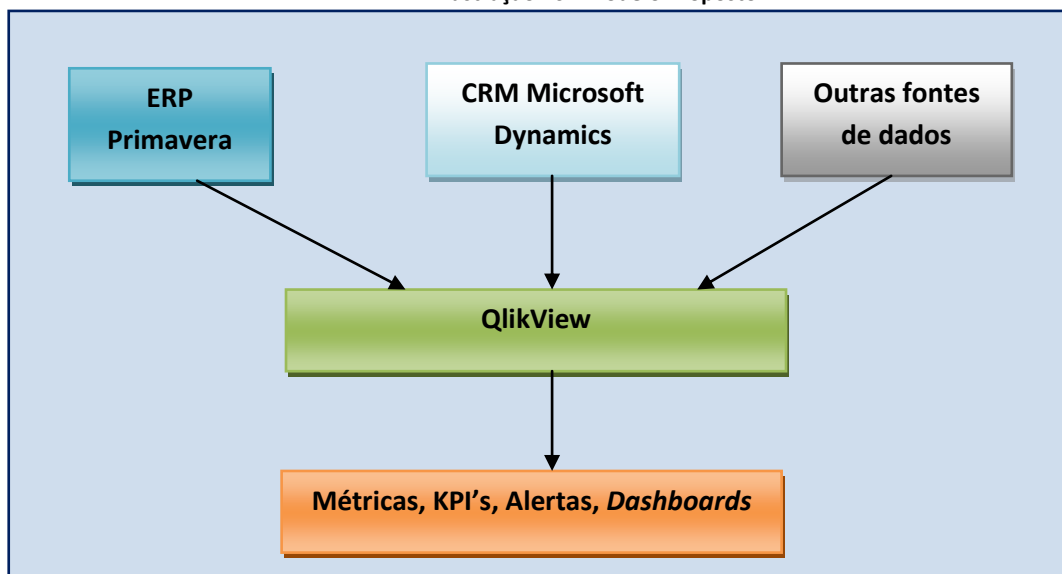 ERP
Primavera
CRM Microsoft
Dynamics
Outras fontes
de dados
QlikView
Métricas, KPI's, Alertas, Dashboards